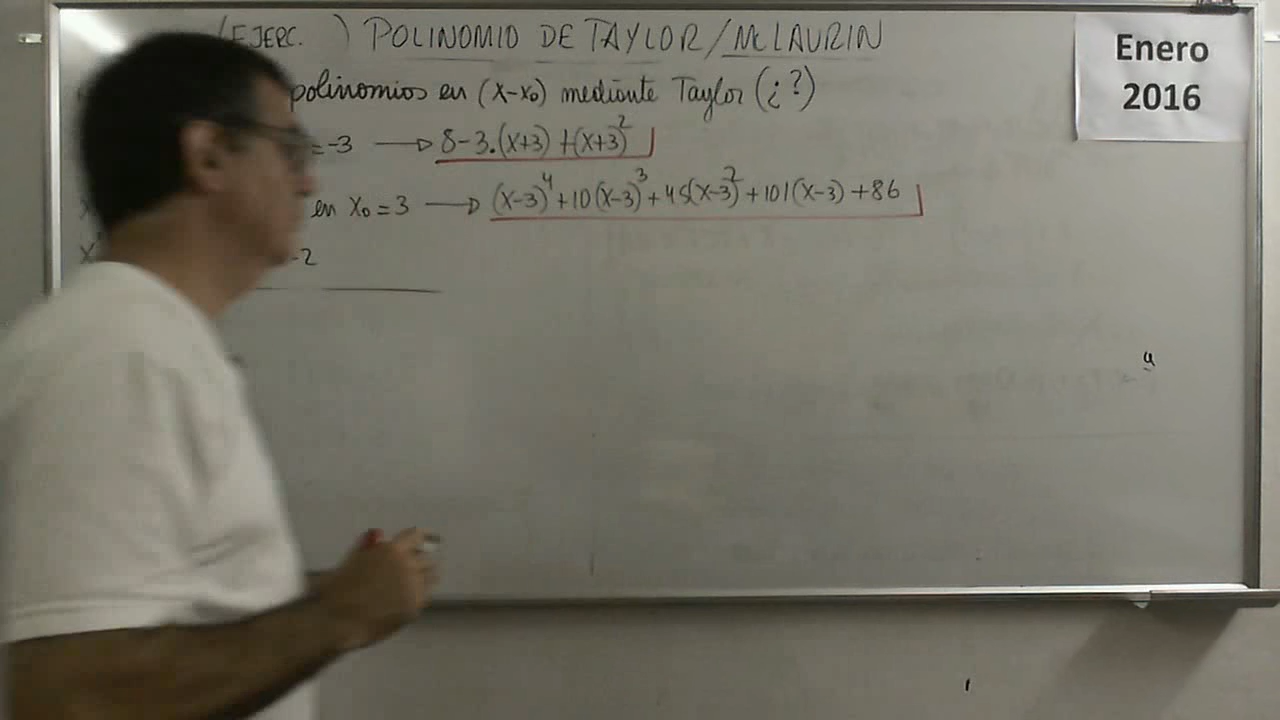 (EJERC. ) POLINOMIO DE TAYLOR/McLAURIN
polinomios en (x-x₀) mediante Taylor (¿?)
= -3 → 8-3.(x+3)+(x+3)²
en x₀=3 → (x-3)⁴+10(x-3)³+45(x-3)²+101(x-3)+86
-2
Enero
2016